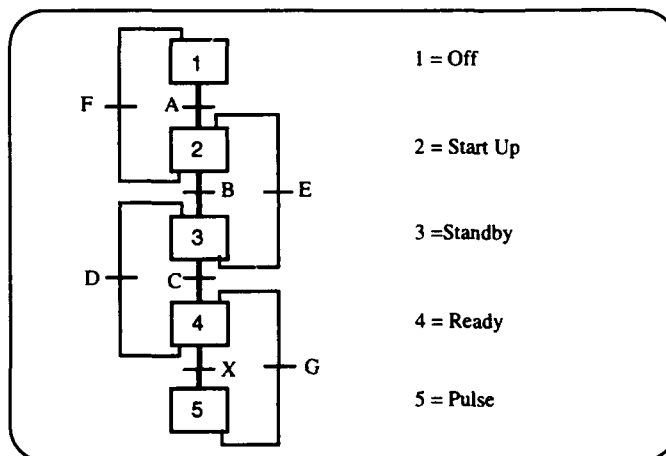 1
1 = Off
F
A
2
2 = Start Up
B
E
3
3 =Standby
D
C
4
4 = Ready
X
G
5
5 = Pulse